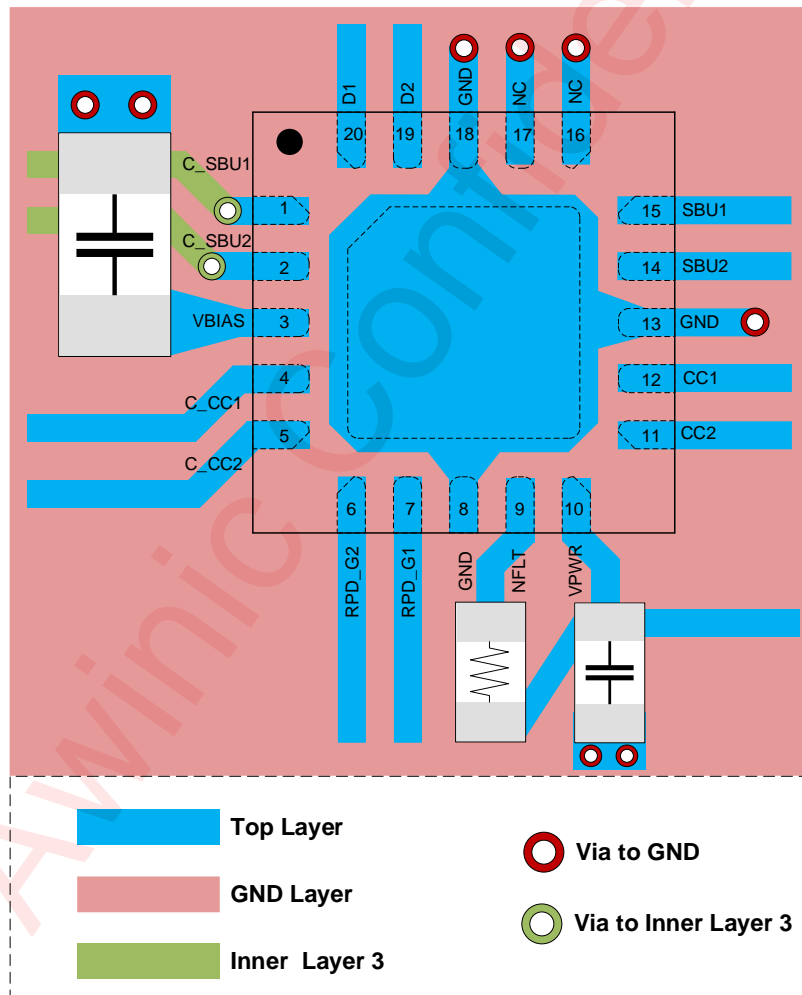 D1
D2
GND
NC
NC
20
19
18
17
16
C_SBU1
1
15
SBU1
C_SBU2
2
14
SBU2
VBIAS
3
13
GND
4
12
CC1
C_CC1
5
11
CC2
C_CC2
6
7
8
9
10
RPD_G2
RPD_G1
GND
NFLT
VPWR
Top Layer
Via to GND
GND Layer
Via to Inner Layer 3
Inner Layer 3
Awinic Confiden